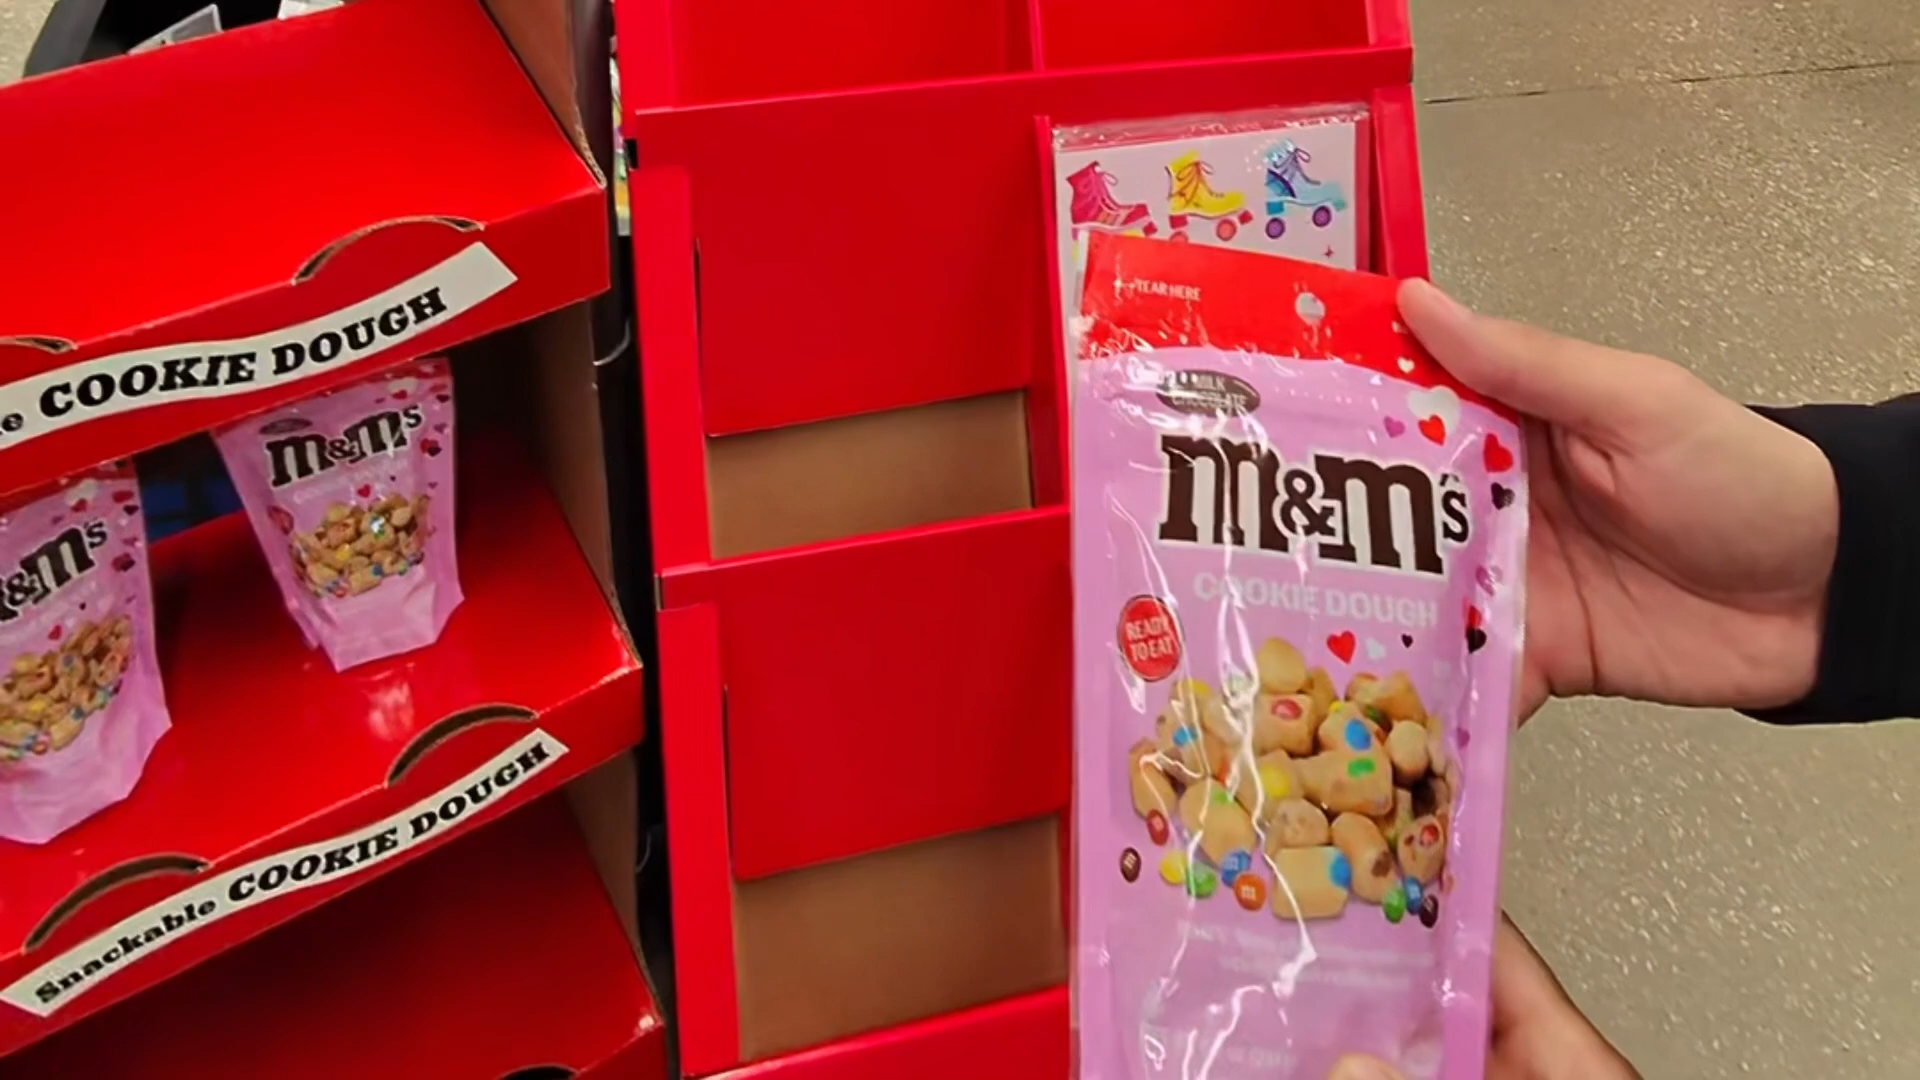 e COOKIE DOUGH
m&m's
&m's
Snackable COOKIE DOUGH
TEAR HERE
MILK
CHOCOLATE
m&m's
COOKIE DOUGH
READY
TO EAT